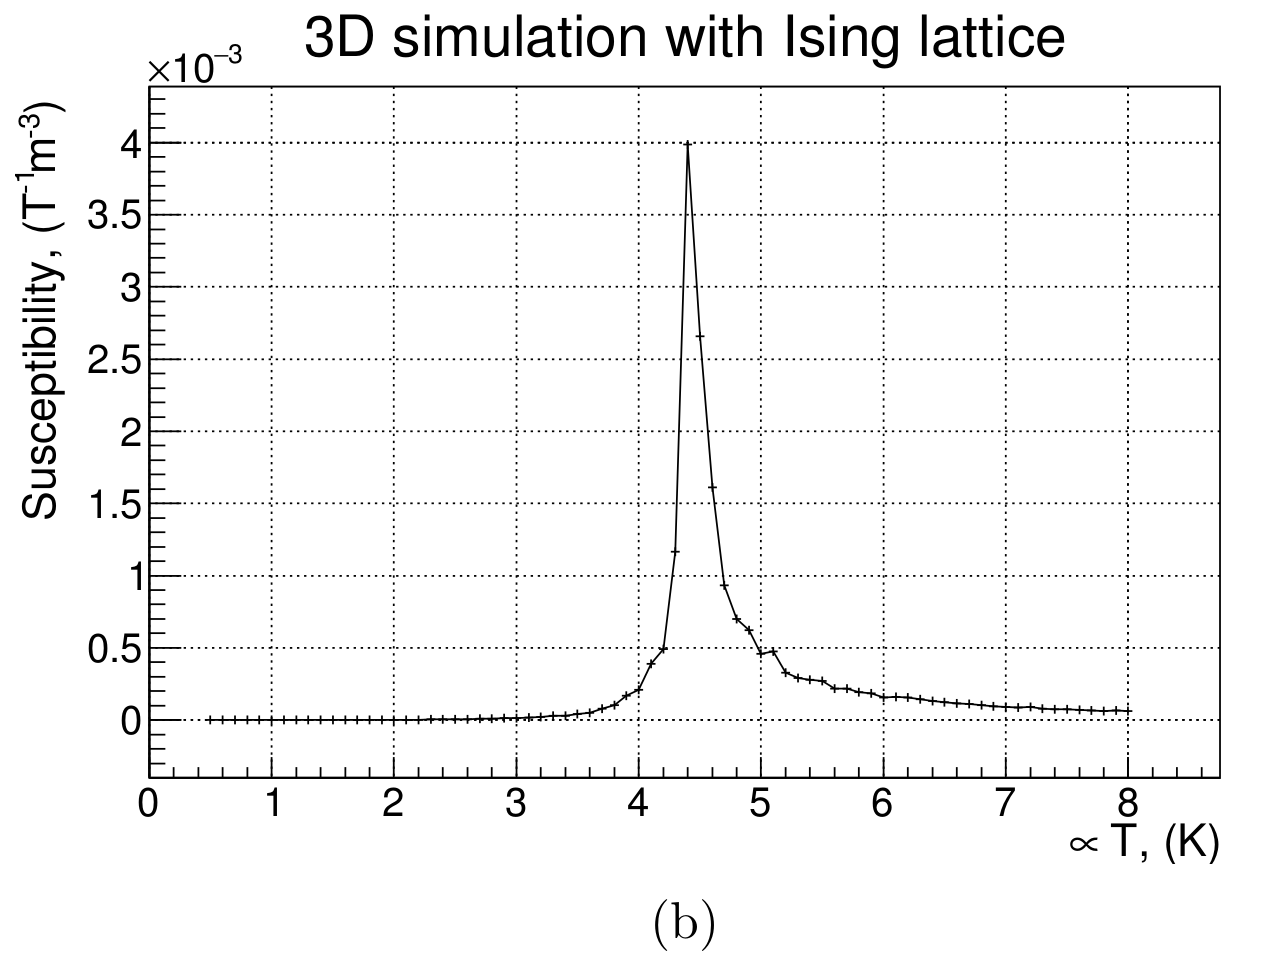 3D simulation with Ising lattice
×10⁻³
Susceptibility, (T⁻¹m⁻³)
4
3.5
3
2.5
2
1.5
1
0.5
0
0 1 2 3 4 5 6 7 8
∝ T, (K)
(b)